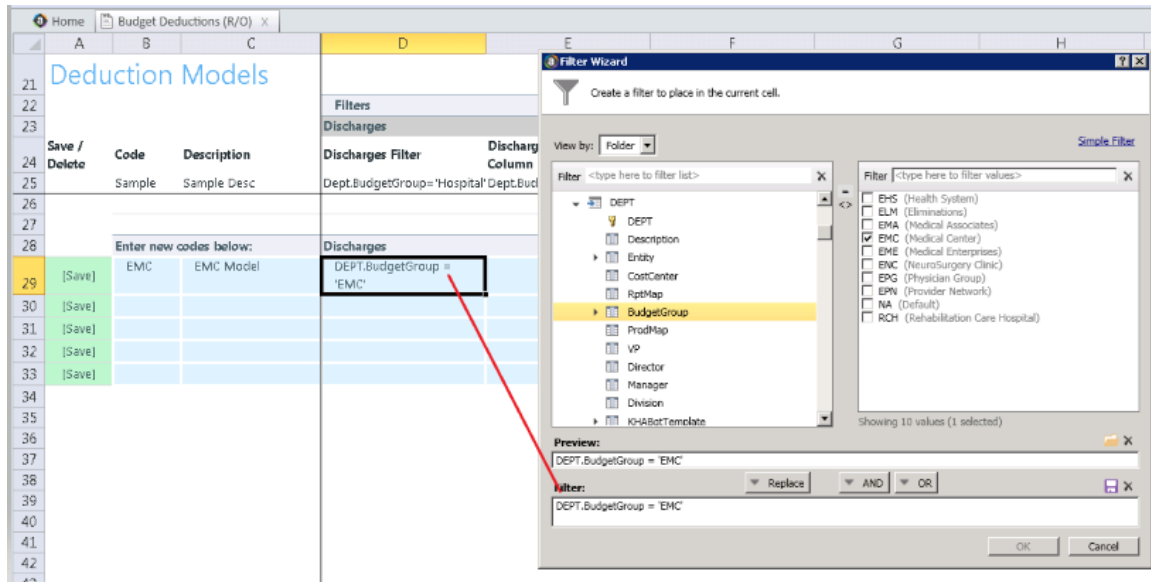 Home Budget Deductions (R/O) x
A B C D E F G H
21 Deduction Models
22 Filters
23 Discharges
24 Save / Delete Code Description Discharges Filter Discharg Column
25 Sample Sample Desc Dept.BudgetGroup='Hospital' Dept.Bud
26
27
28 Enter new codes below: Discharges
29 [Save] EMC EMC Model DEPT.BudgetGroup = 'EMC'
30 [Save]
31 [Save]
32 [Save]
33 [Save]
34
35
36
37
38
39
40
41
42
Filter Wizard
Create a filter to place in the current cell.
View by: Folder
Simple Filter
Filter <type here to filter list>
DEPT
DEPT
Description
Entity
CostCenter
RptMap
BudgetGroup
ProdMap
VP
Director
Manager
Division
KHABgtTemplate
Filter <type here to filter values>
EHS (Health System)
ELM (Eliminations)
EMA (Medical Associates)
EMC (Medical Center)
EME (Medical Enterprises)
ENC (NeuroSurgery Clinic)
EPG (Physician Group)
EPN (Provider Network)
NA (Default)
RCH (Rehabilitation Care Hospital)
Showing 10 values (1 selected)
Preview:
DEPT.BudgetGroup = 'EMC'
Filter: Replace AND OR
DEPT.BudgetGroup = 'EMC'
OK Cancel